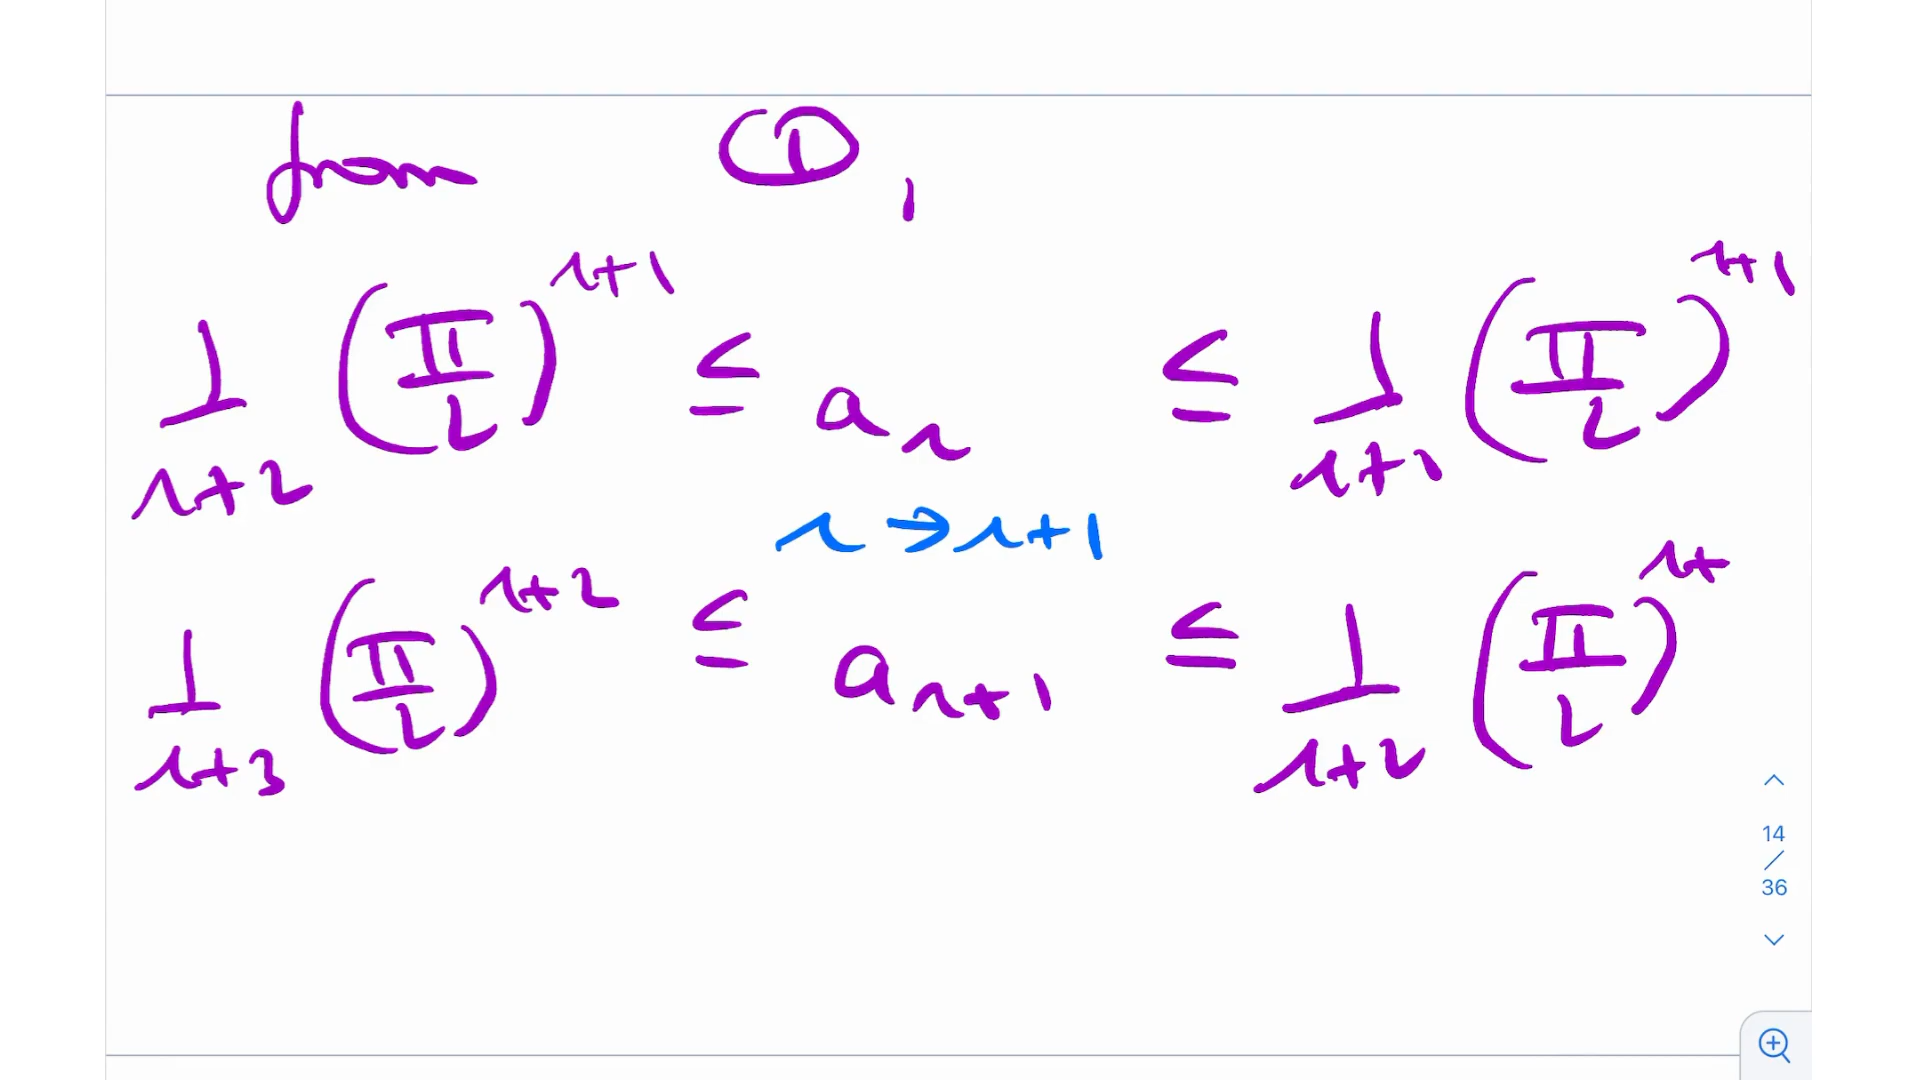 from ①,
1/(n+2) (π/2)^(n+1) ≤ a_n ≤ 1/(n+1) (π/2)^(n+1)
n → n+1
1/(n+3) (π/2)^(n+2) ≤ a_(n+1) ≤ 1/(n+2) (π/2)^(n+
14
/
36